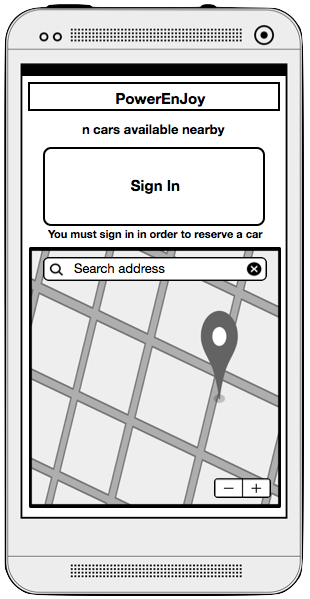 PowerEnJoy
n cars available nearby
Sign In
You must sign in in order to reserve a car
Search address
− +